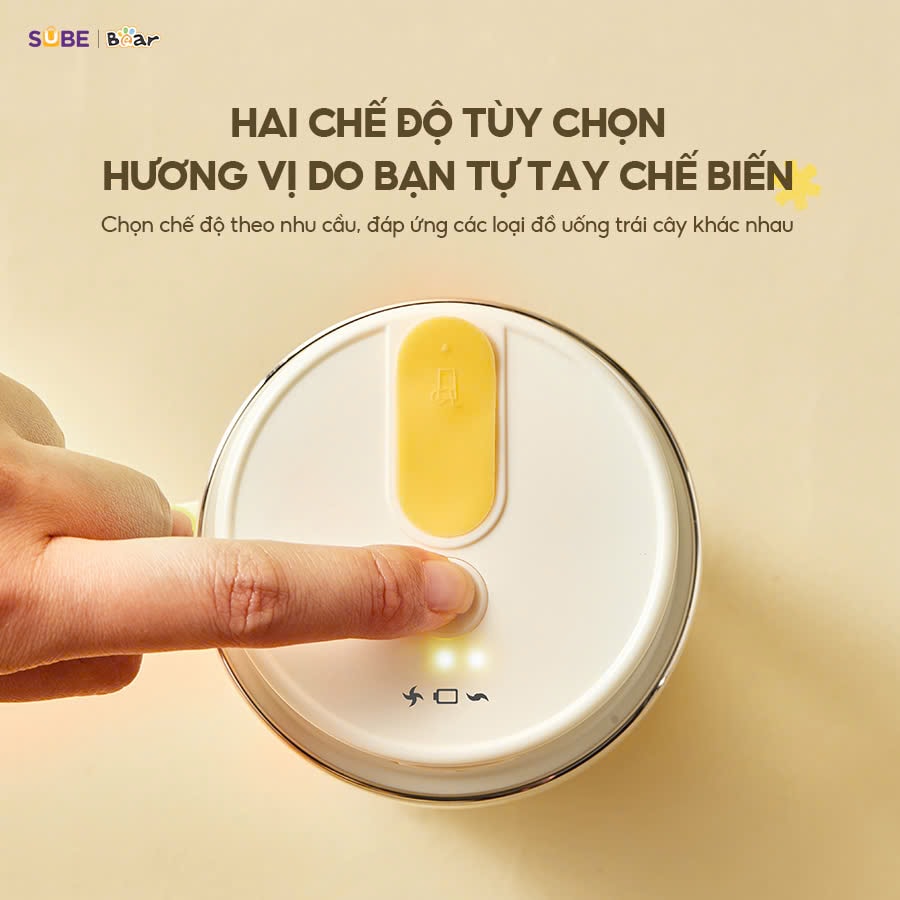 SUBE | Bear
HAI CHẾ ĐỘ TÙY CHỌN
HƯƠNG VỊ DO BẠN TỰ TAY CHẾ BIẾN
Chọn chế độ theo nhu cầu, đáp ứng các loại đồ uống trái cây khác nhau